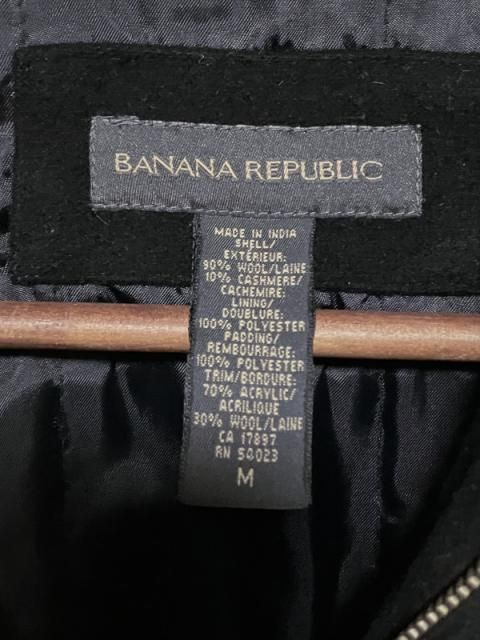 BANANA REPUBLIC
MADE IN INDIA
SHELL/
EXTÉRIEUR:
90% WOOL/LAINE
10% CASHMERE/
CACHEMIRE:
LINING/
DOUBLURE:
100% POLYESTER
PADDING/
REMBOURRAGE:
100% POLYESTER
TRIM/BORDURE:
70% ACRYLIC/
ACRILIQUE
30% WOOL/LAINE
CA 17897
RN 54023
M